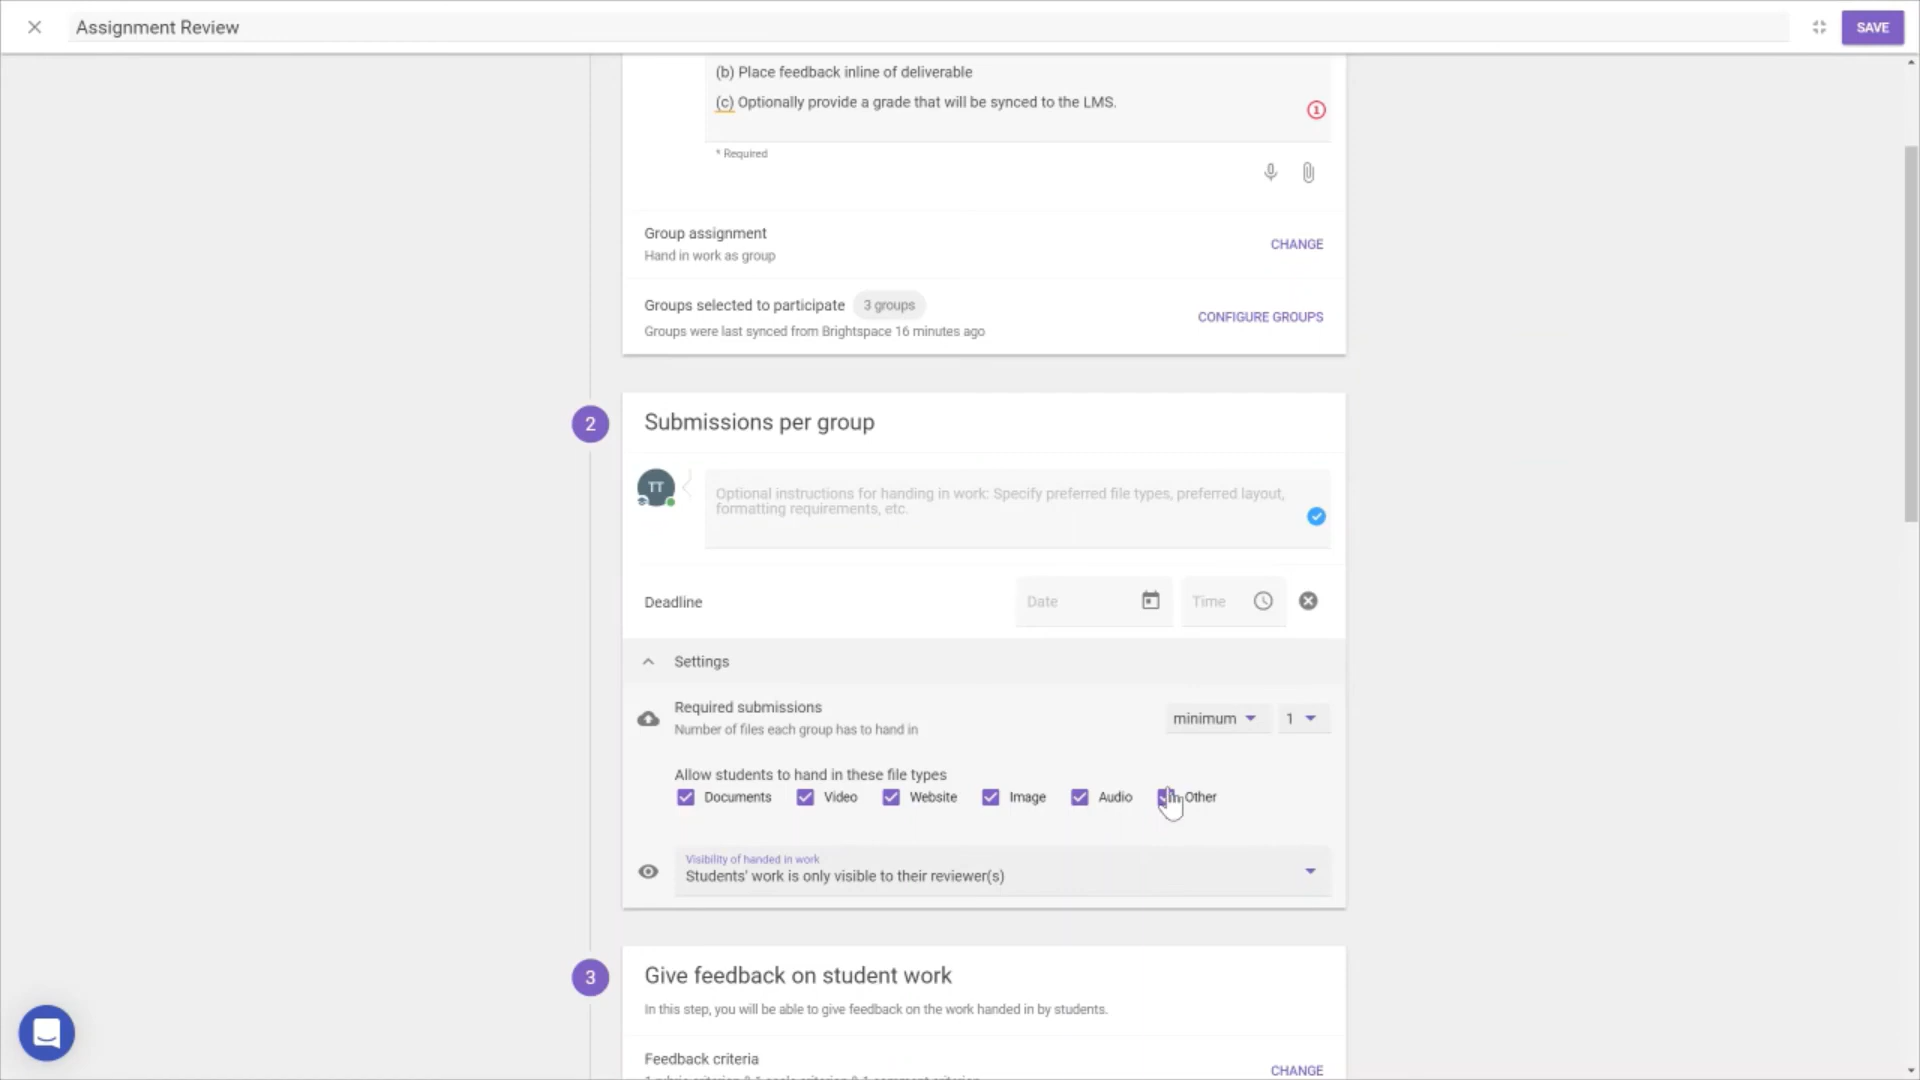 Assignment Review
SAVE
(b) Place feedback inline of deliverable
(c) Optionally provide a grade that will be synced to the LMS.
1
* Required
Group assignment
Hand in work as group
CHANGE
Groups selected to participate 3 groups
Groups were last synced from Brightspace 16 minutes ago
CONFIGURE GROUPS
2
Submissions per group
TT
Optional instructions for handing in work: Specify preferred file types, preferred layout,
formatting requirements, etc.
Deadline
Date
Time
Settings
Required submissions
Number of files each group has to hand in
minimum
1
Allow students to hand in these file types
Documents Video Website Image Audio Other
Visibility of handed in work
Students' work is only visible to their reviewer(s)
3
Give feedback on student work
In this step, you will be able to give feedback on the work handed in by students.
Feedback criteria
CHANGE